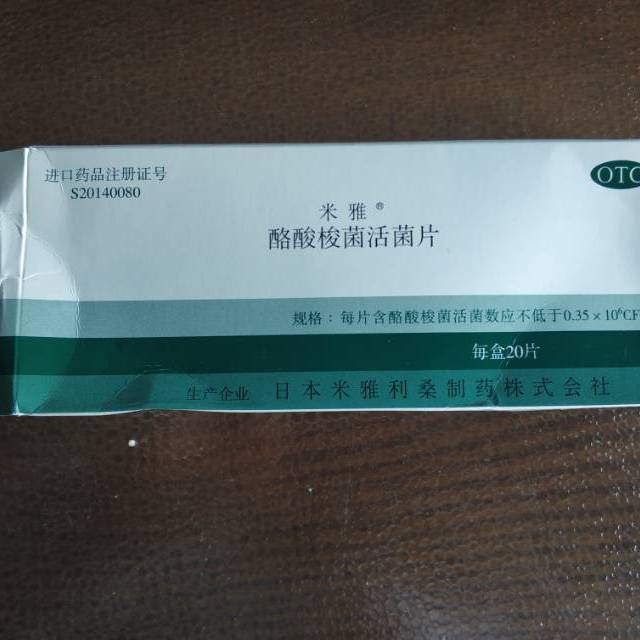 进口药品注册证号
S20140080
OTC
米雅®
酪酸梭菌活菌片
规格：每片含酪酸梭菌活菌数应不低于0.35×10⁶CF
每盒20片
生产企业 日本米雅利桑制药株式会社